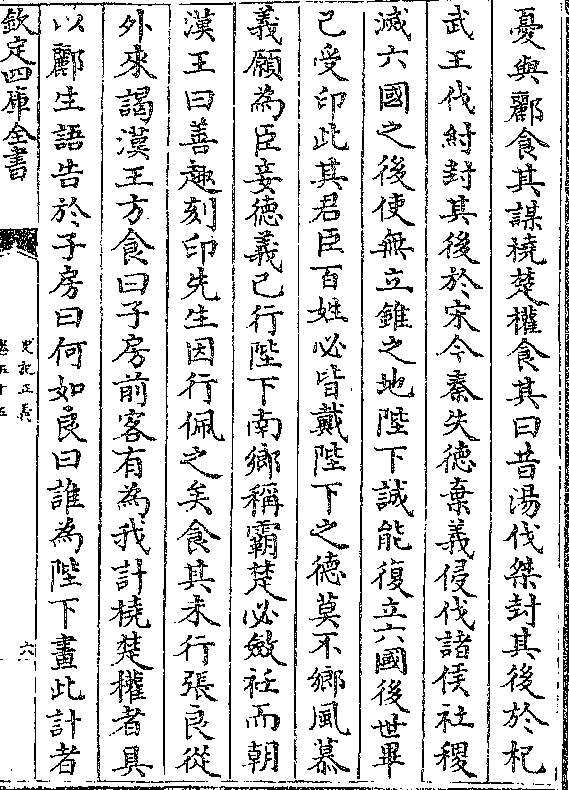 憂與酈食其謀橈楚權食其曰昔湯伐桀封其後於杞
武王伐紂封其後於宋今秦失徳棄義侵伐諸侯社稷
滅六國之後使無立錐之地陛下誠能復立六國後世畢
已受印此其君臣百姓必皆戴陛下之徳莫不鄉風慕
義願為臣妾徳義已行陛下南鄉稱霸楚必斂衽而朝
漢王曰善趣刻印先生因行佩之矣食其未行張良從
外來謁漢王方食曰子房前客有為我計橈楚權者具
以酈生語告於子房曰何如良曰誰為陛下畫此計者
欽定四庫全書
史記正義
卷五十五
六